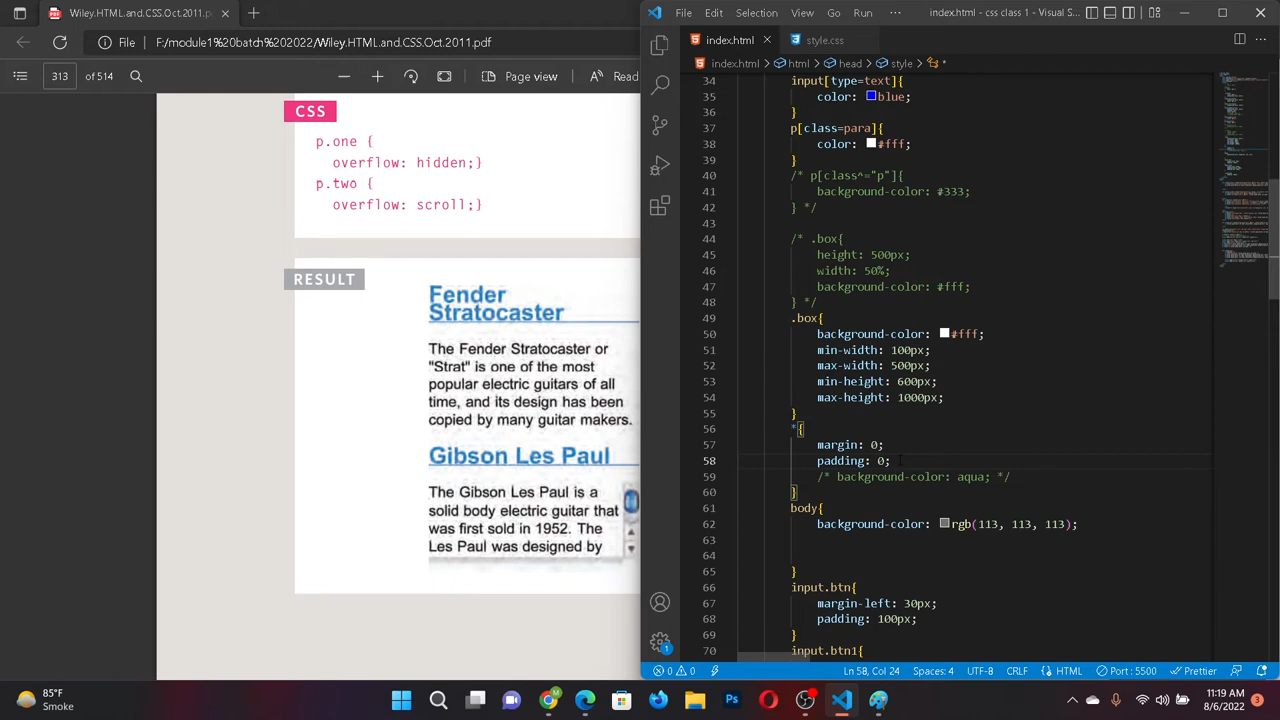 Wiley.HTML.and.CSS.Oct.2011.p
File
F:/module1%20batch%202022/Wiley.HTML.and.CSS.Oct.2011.pdf
313
of 514
Page view
Read
CSS
p.one {
overflow: hidden;}
p.two {
overflow: scroll;}
RESULT
Fender
Stratocaster
The Fender Stratocaster or
"Strat" is one of the most
popular electric guitars of all
time, and its design has been
copied by many guitar makers.
Gibson Les Paul
The Gibson Les Paul is a
solid body electric guitar that
was first sold in 1952. The
Les Paul was designed by
File Edit Selection View Go Run ··· index.html - css class 1 - Visual S...
index.html
style.css
index.html > html > head > style > *
34 input[type=text]{
35 color: blue;
36 }
37 p[class=para]{
38 color: #fff;
39 }
40 /* p[class^="p"]{
41 background-color: #333;
42 } */
43
44 /* .box{
45 height: 500px;
46 width: 50%;
47 background-color: #fff;
48 } */
49 .box{
50 background-color: #fff;
51 min-width: 100px;
52 max-width: 500px;
53 min-height: 600px;
54 max-height: 1000px;
55 }
56 *{
57 margin: 0;
58 padding: 0;
59 /* background-color: aqua; */
60 }
61 body{
62 background-color: rgb(113, 113, 113);
63
64
65 }
66 input.btn{
67 margin-left: 30px;
68 padding: 100px;
69 }
70 input.btn1{
0 0 Ln 58, Col 24 Spaces: 4 UTF-8 CRLF HTML Port : 5500 Prettier
85°F
Smoke
11:19 AM
8/6/2022
3